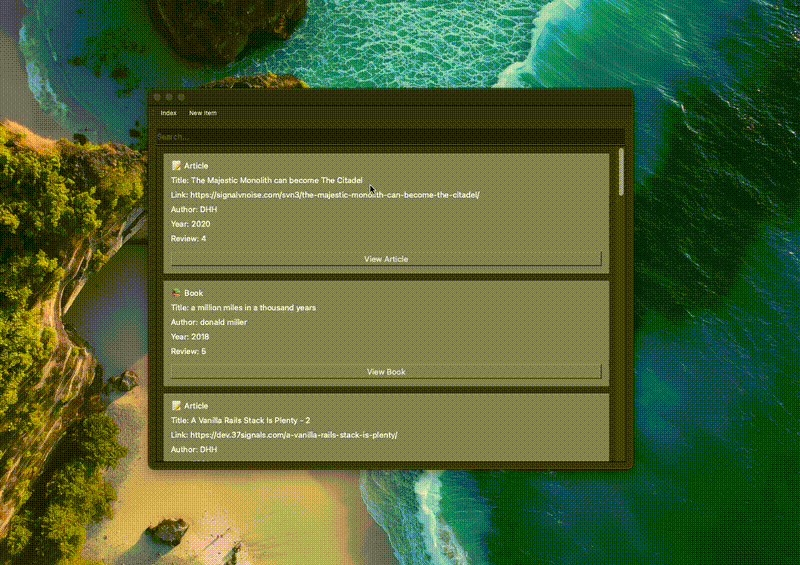 Index New item
Search...
📝 Article
Title: The Majestic Monolith can become The Citadel
Link: https://signalvnoise.com/svn3/the-majestic-monolith-can-become-the-citadel/
Author: DHH
Year: 2020
Review: 4
View Article
📚 Book
Title: a million miles in a thousand years
Author: donald miller
Year: 2018
Review: 5
View Book
📝 Article
Title: A Vanilla Rails Stack Is Plenty - 2
Link: https://dev.37signals.com/a-vanilla-rails-stack-is-plenty/
Author: DHH